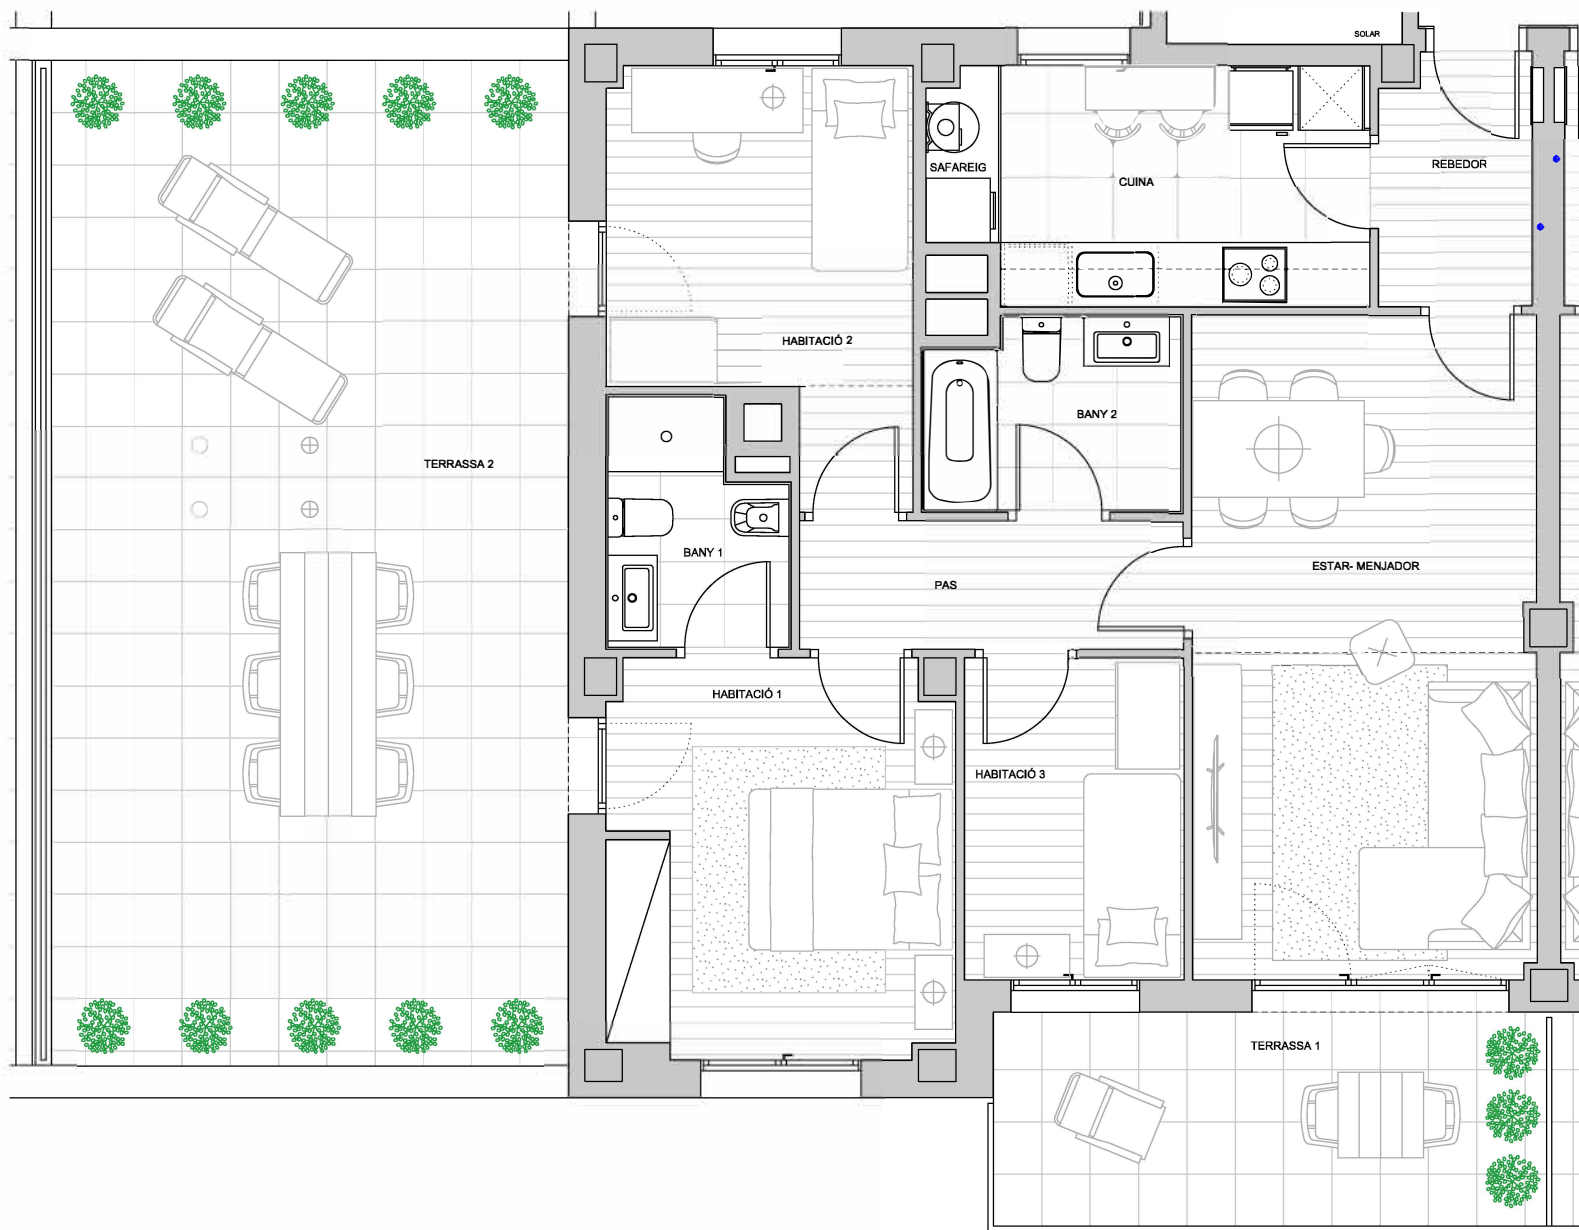 SOLAR
SAFAREIG
CUINA
REBEDOR
HABITACIÓ 2
BANY 2
TERRASSA 2
BANY 1
PAS
ESTAR- MENJADOR
HABITACIÓ 1
HABITACIÓ 3
TERRASSA 1